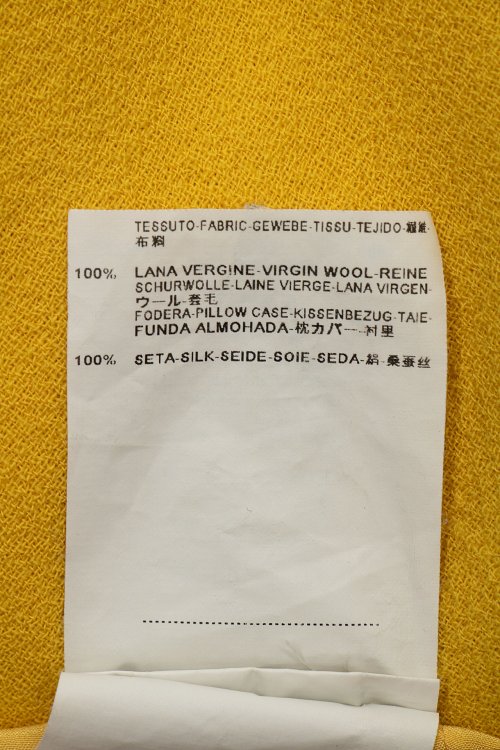 TESSUTO-FABRIC-GEWEBE-TISSU-TEJIDO-繊維-
布料
100% LANA VERGINE-VIRGIN WOOL-REINE
SCHURWOLLE-LAINE VIERGE-LANA VIRGEN-
ウール-羊毛
FODERA-PILLOW CASE-KISSENBEZUG-TAIE-
FUNDA ALMOHADA-枕カバー-衬里
100% SETA-SILK-SEIDE-SOIE-SEDA-絹-桑蚕丝